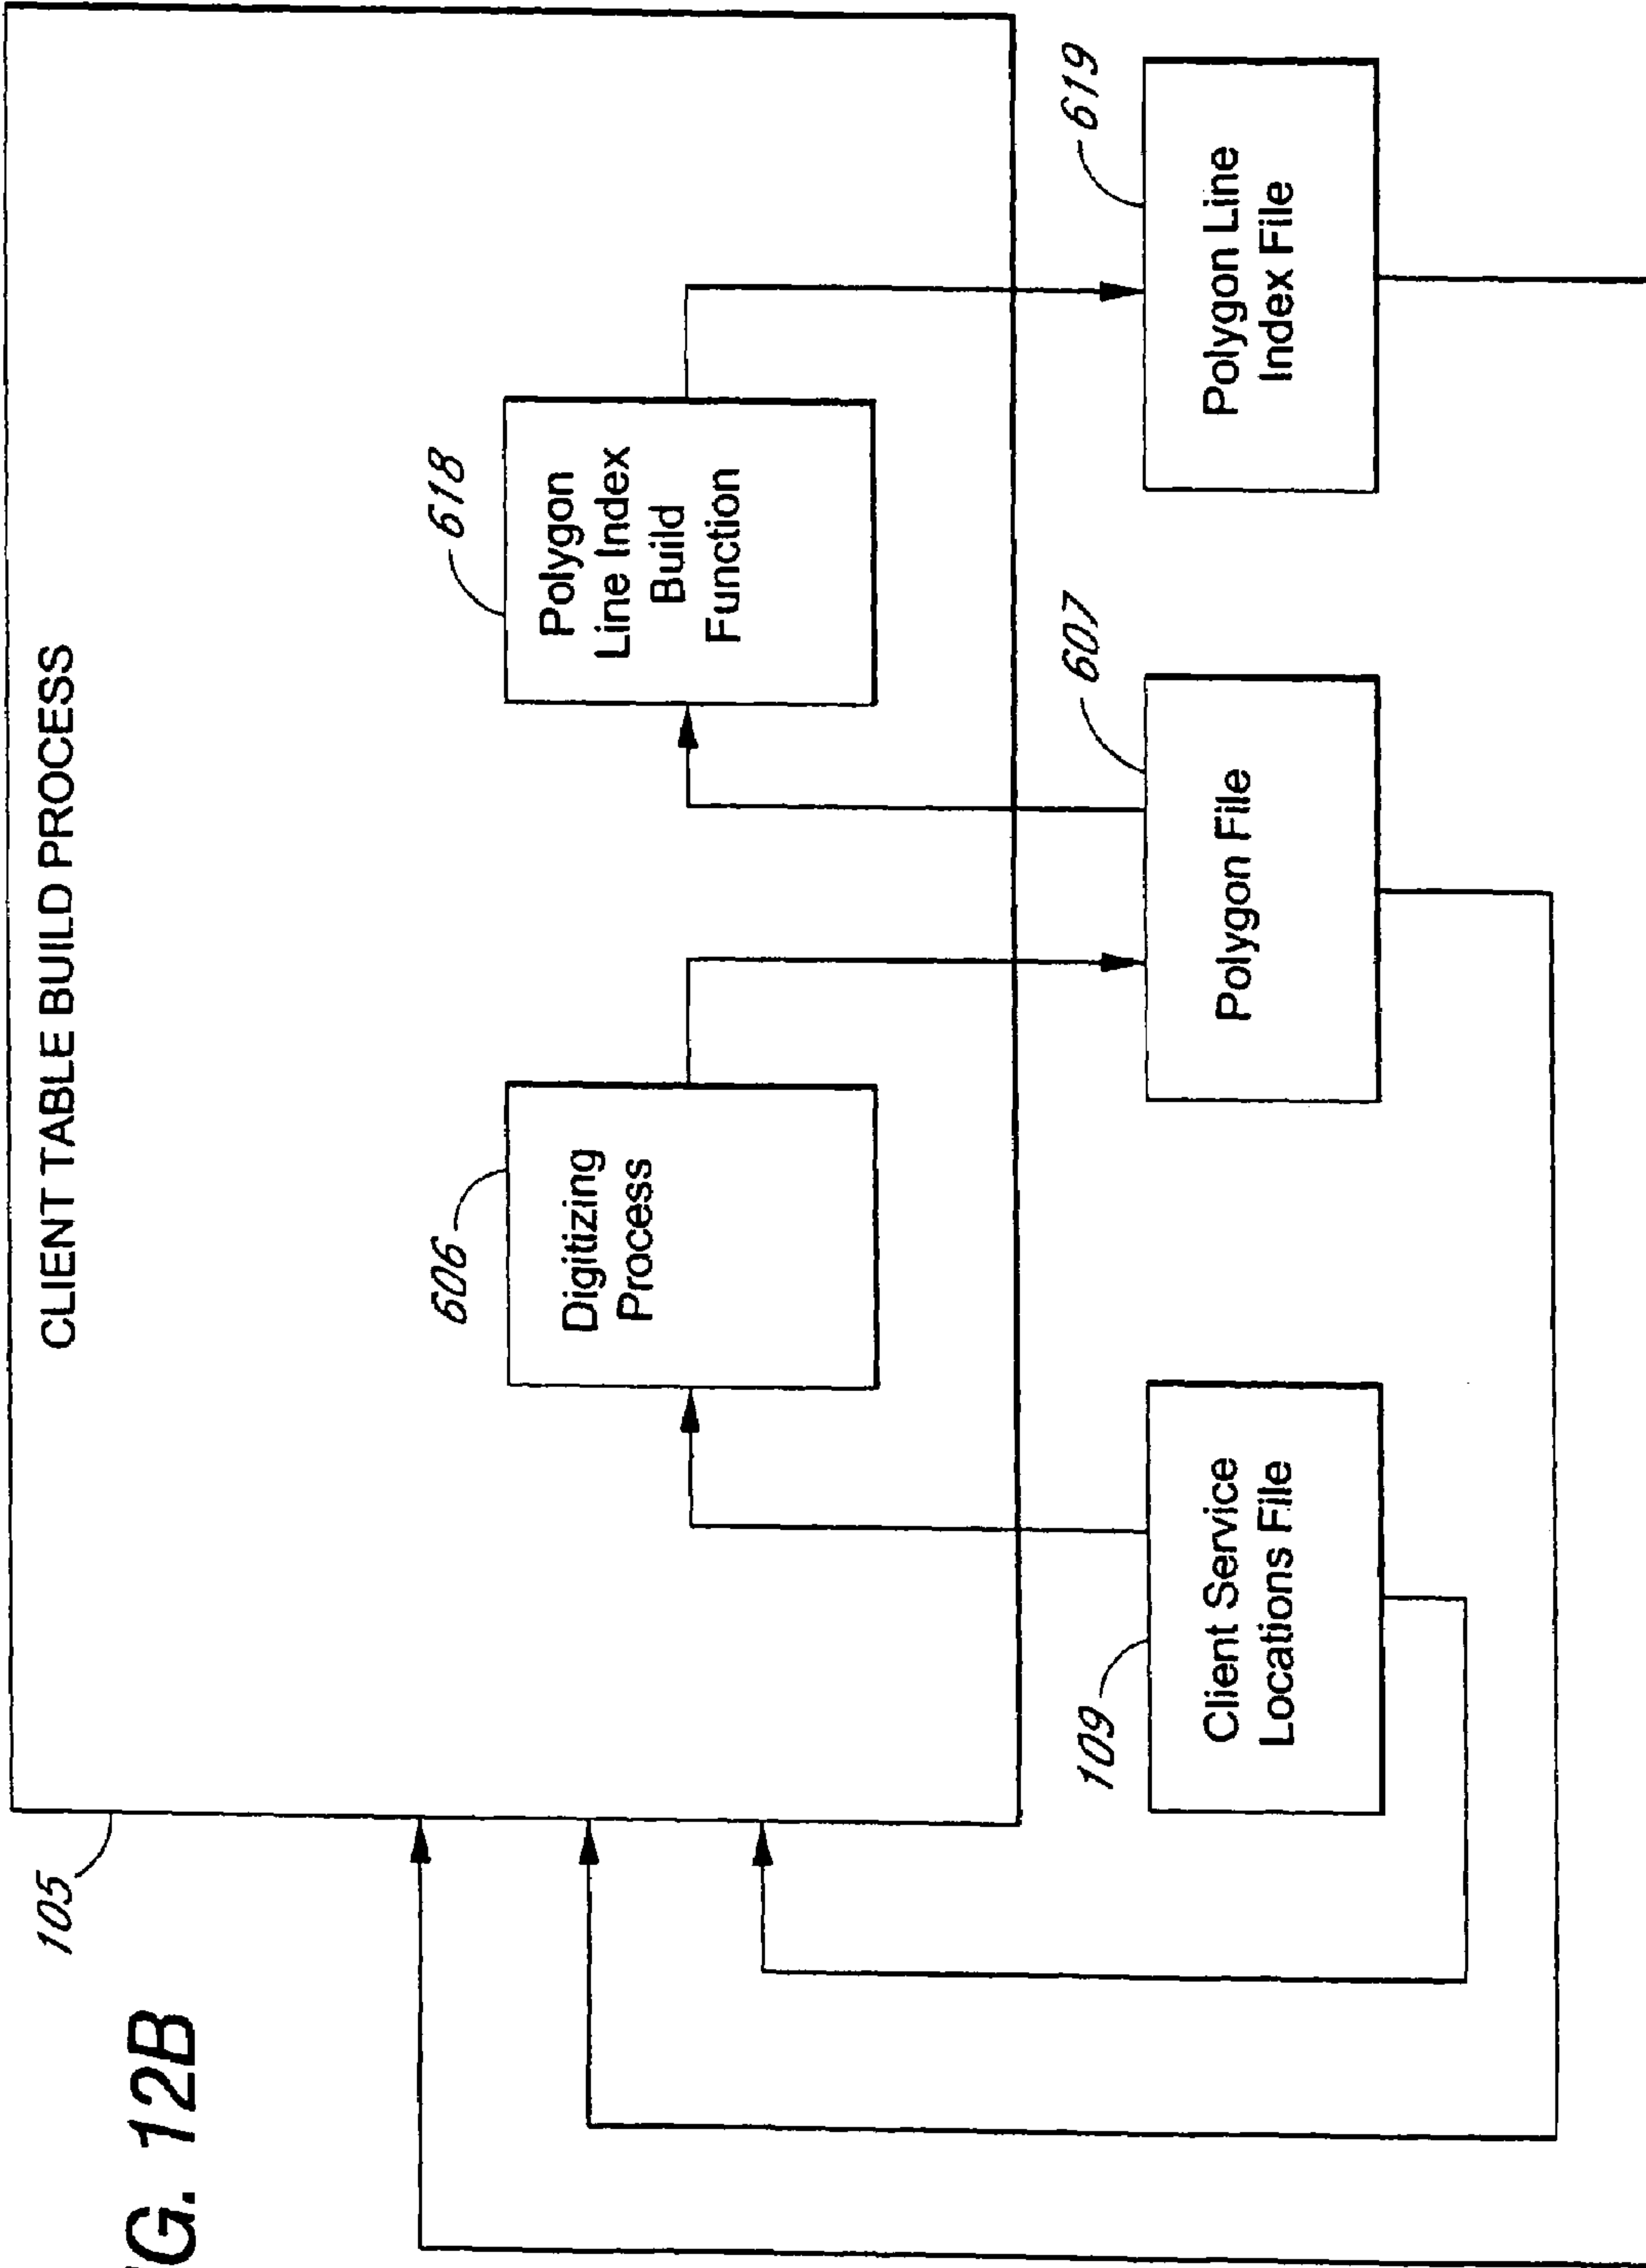 CLIENT TABLE BUILD PROCESS
105
606
Digitizing
Process
618
Polygon
Line Index
Build
Function
109
Client Service
Locations File
607
Polygon File
619
Polygon Line
Index File
G. 12B